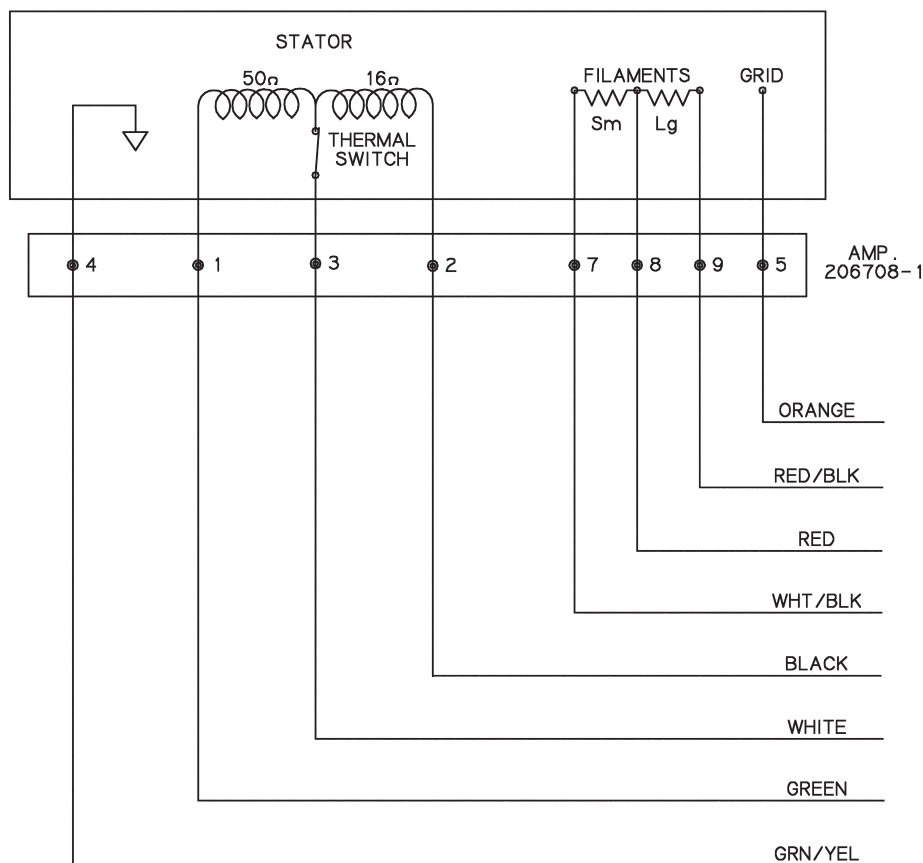 STATOR
50Ω
16Ω
FILAMENTS
GRID
Sm
Lg
THERMAL
SWITCH
4
1
3
2
7
8
9
5
AMP.
206708-1
ORANGE
RED/BLK
RED
WHT/BLK
BLACK
WHITE
GREEN
GRN/YEL